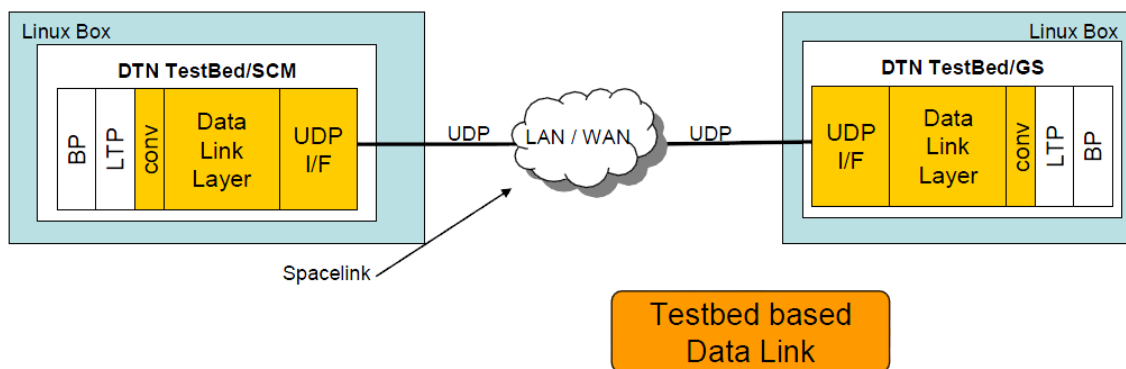 Linux Box
DTN TestBed/SCM
BP
LTP
conv
Data
Link
Layer
UDP
I/F
UDP
LAN / WAN
UDP
Linux Box
DTN TestBed/GS
UDP
I/F
Data
Link
Layer
conv
LTP
BP
Spacelink
Testbed based
Data Link